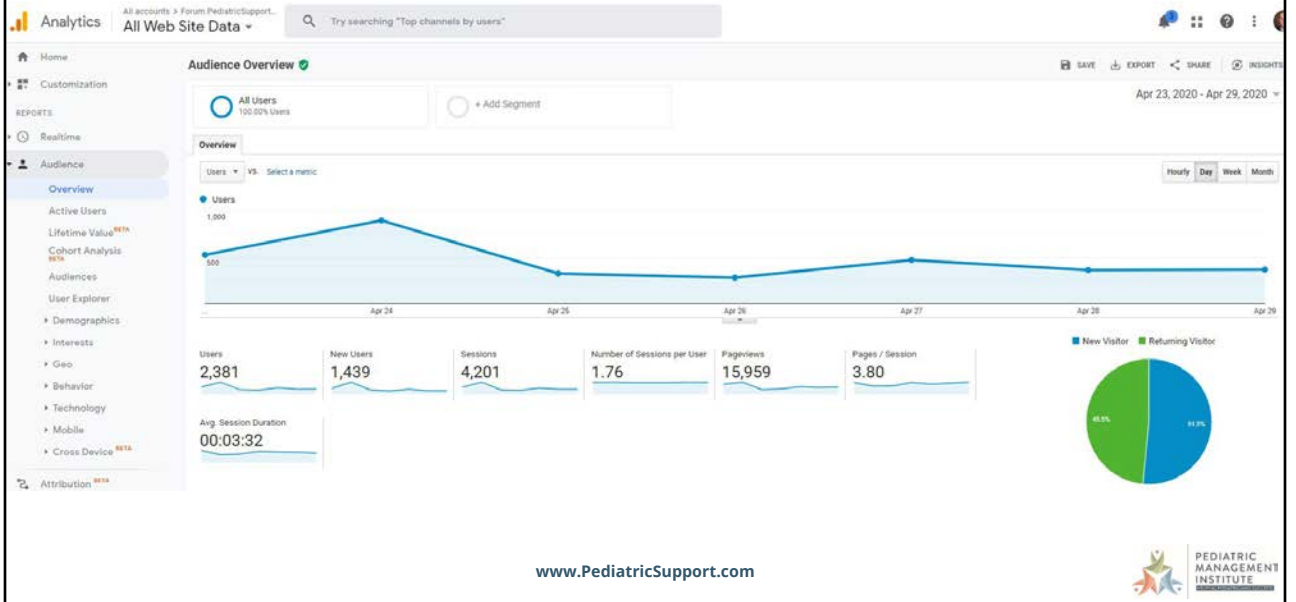 Analytics
All accounts > Forum PediatricSupport...
All Web Site Data
Try searching "Top channels by users"
Home
Customization
REPORTS
Realtime
Audience
Overview
Active Users
Lifetime Value BETA
Cohort Analysis
BETA
Audiences
User Explorer
Demographics
Interests
Geo
Behavior
Technology
Mobile
Cross Device BETA
Attribution BETA
Audience Overview
SAVE EXPORT SHARE INSIGHTS
All Users
100.00% Users
+ Add Segment
Apr 23, 2020 - Apr 29, 2020
Overview
Users VS. Select a metric
Hourly Day Week Month
Users
1,000
500
... Apr 24 Apr 25 Apr 26 Apr 27 Apr 28 Apr 29
Users
2,381
New Users
1,439
Sessions
4,201
Number of Sessions per User
1.76
Pageviews
15,959
Pages / Session
3.80
Avg. Session Duration
00:03:32
New Visitor Returning Visitor
www.PediatricSupport.com
PEDIATRIC
MANAGEMENT
INSTITUTE